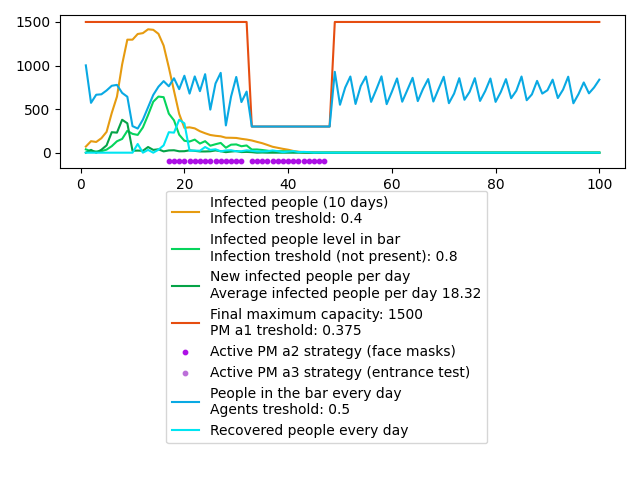 1500
1000
500
0
0 20 40 60 80 100
Infected people (10 days)
Infection treshold: 0.4
Infected people level in bar
Infection treshold (not present): 0.8
New infected people per day
Average infected people per day 18.32
Final maximum capacity: 1500
PM a1 treshold: 0.375
Active PM a2 strategy (face masks)
Active PM a3 strategy (entrance test)
People in the bar every day
Agents treshold: 0.5
Recovered people every day